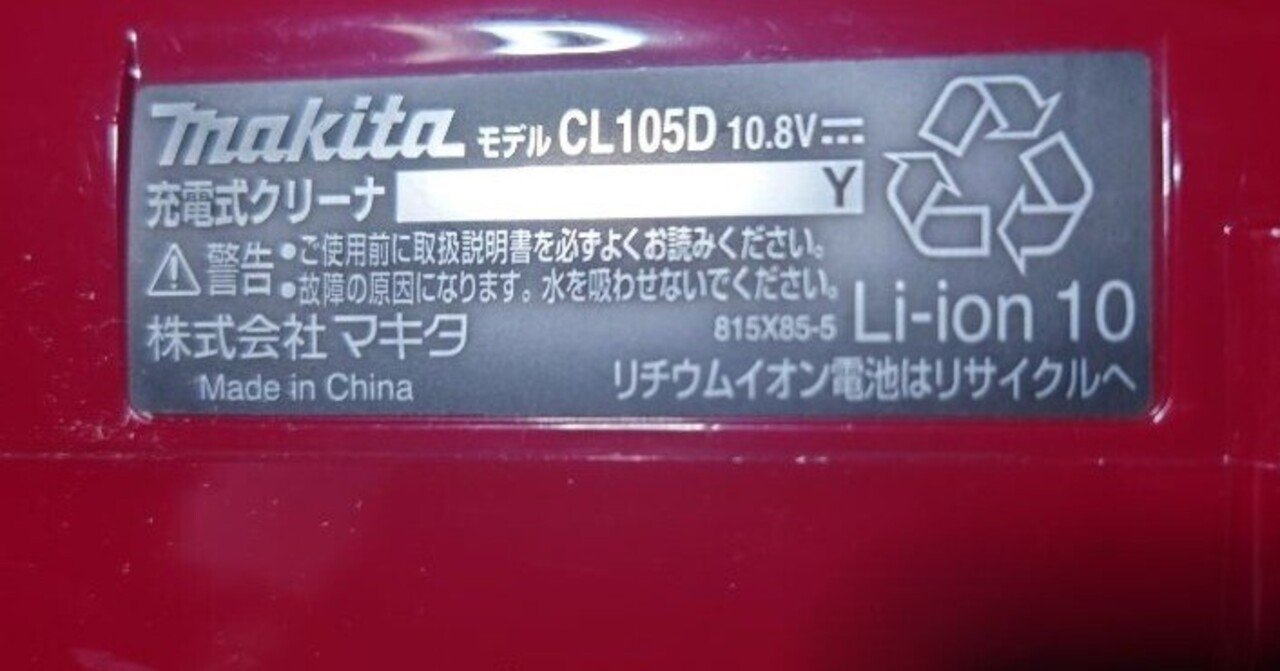 makita モデル CL105D 10.8V
充電式クリーナ Y
警告 •ご使用前に取扱説明書を必ずよくお読みください。
•故障の原因になります。水を吸わせないでください。
株式会社マキタ 815X85-5 Li-ion 10
Made in China リチウムイオン電池はリサイクルへ